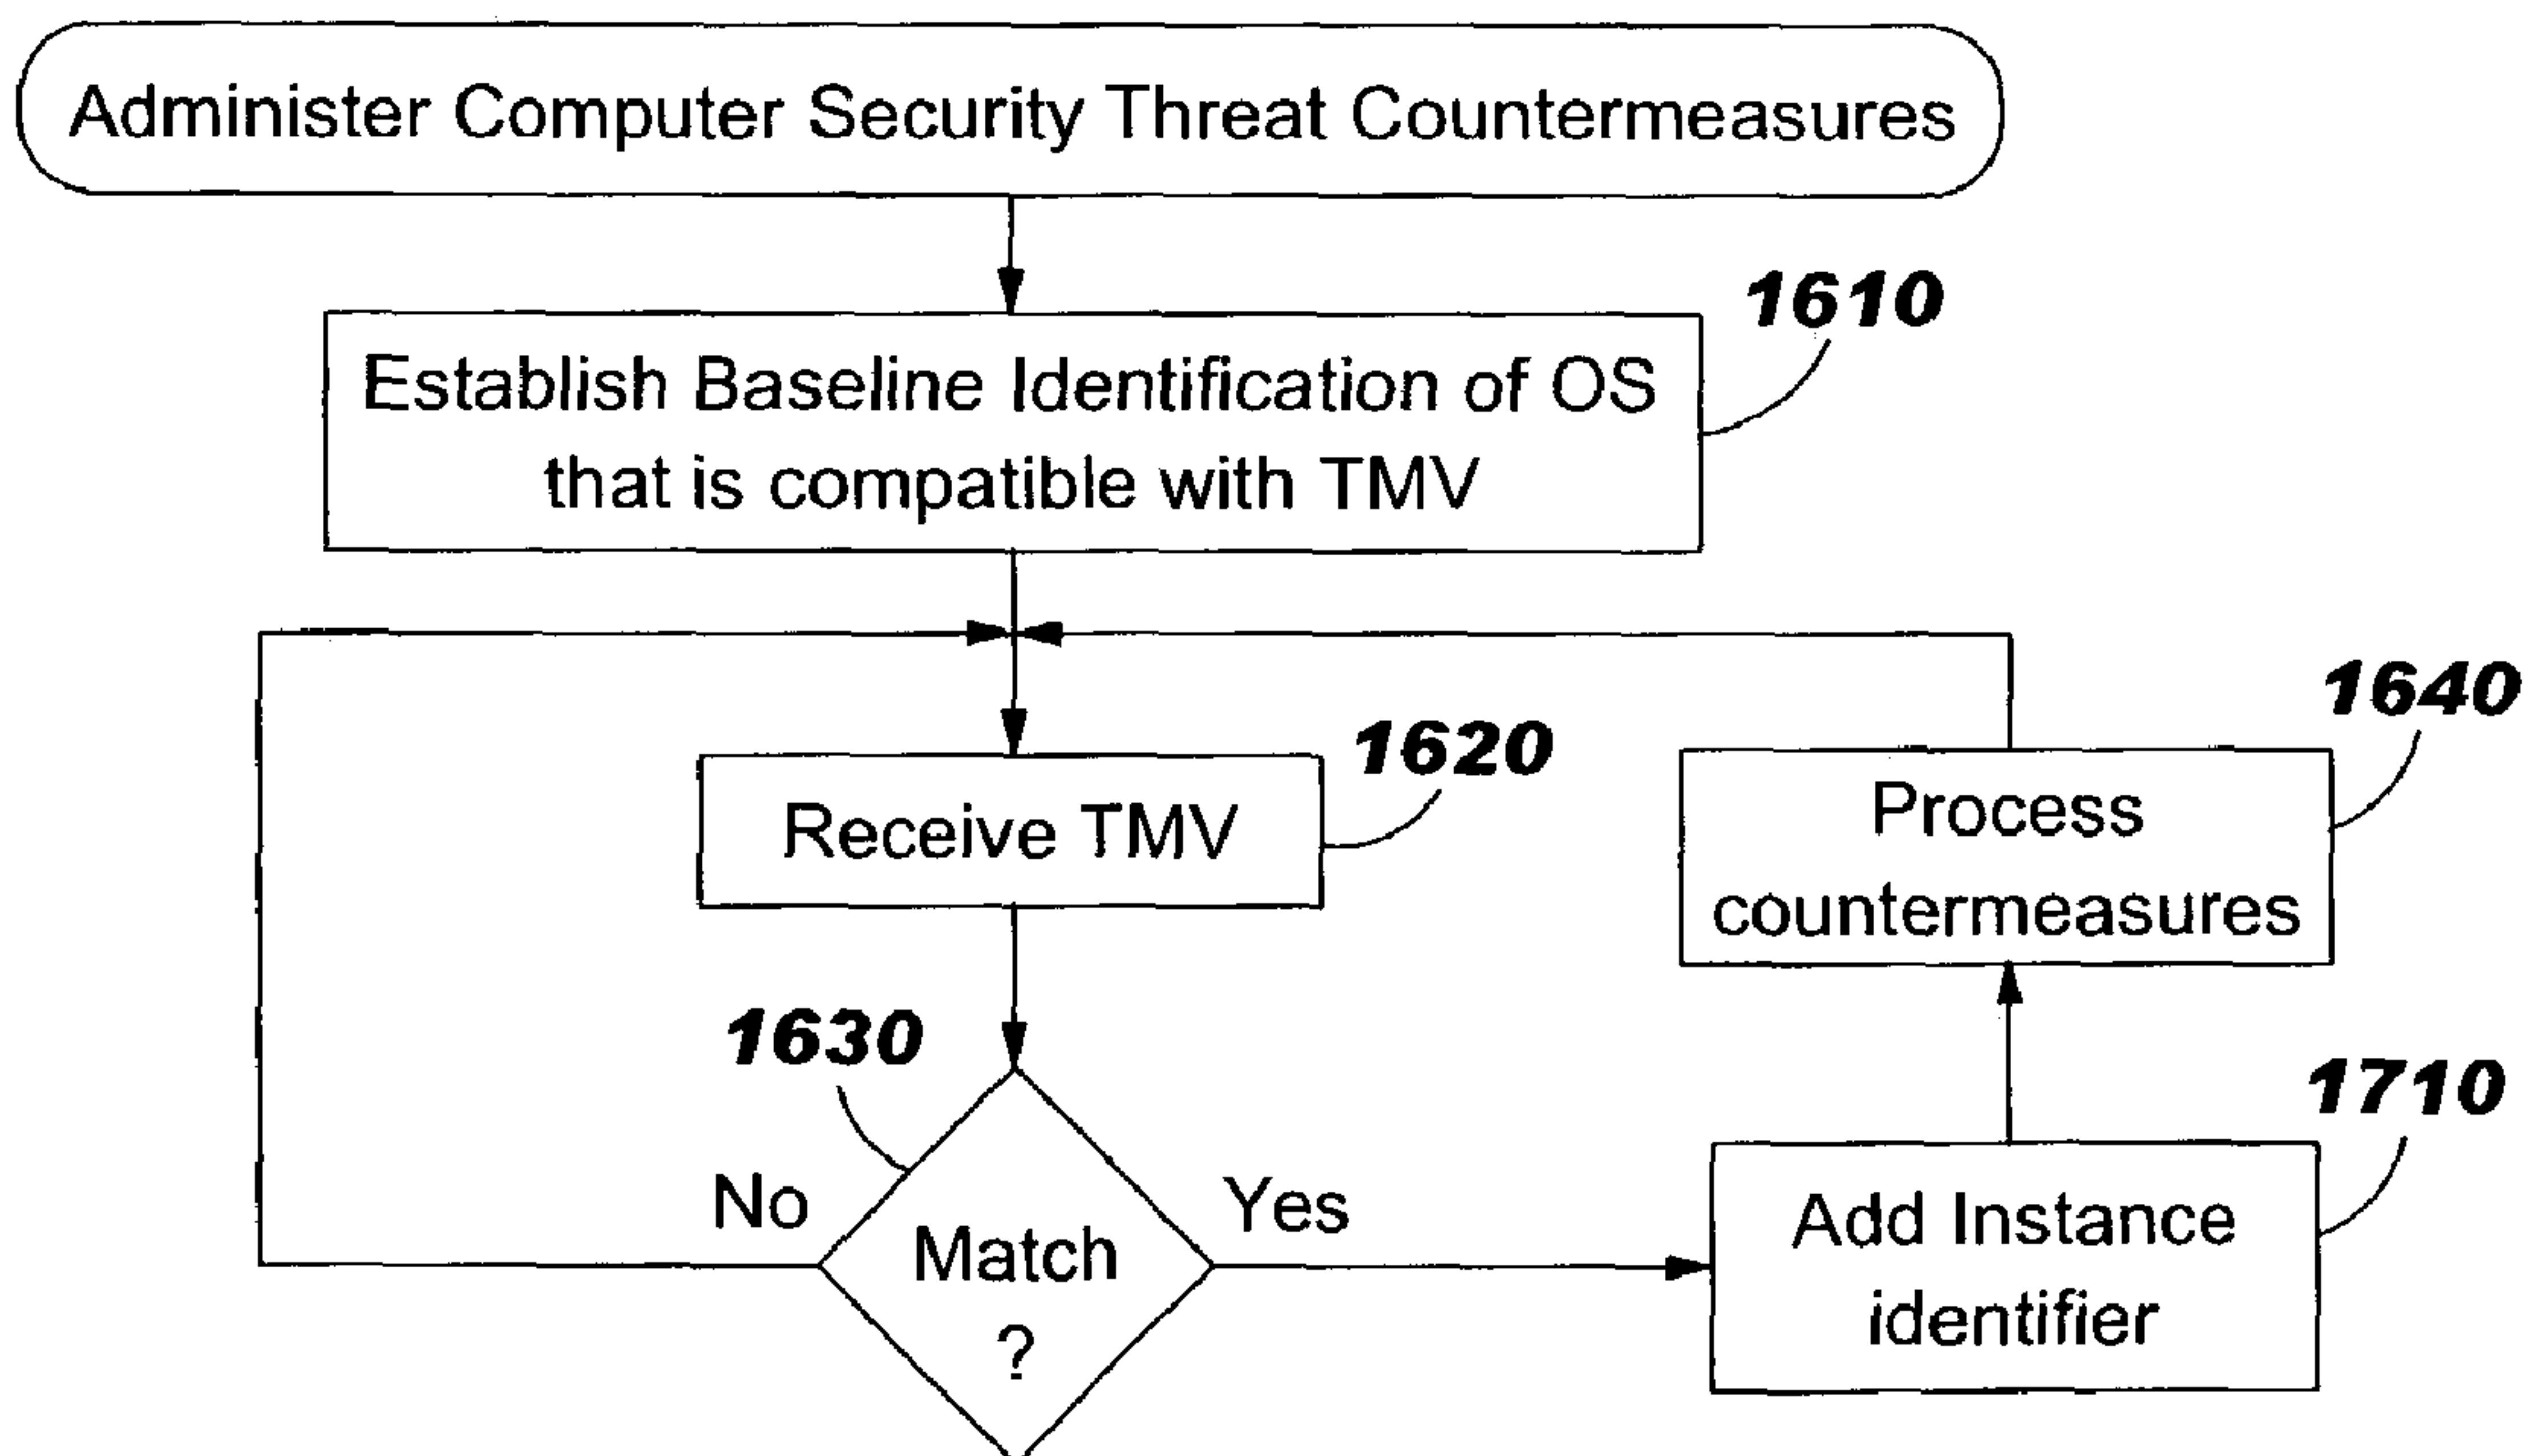 Administer Computer Security Threat Countermeasures
1610
Establish Baseline Identification of OS
that is compatible with TMV
1620
Receive TMV
1640
Process
countermeasures
1630
No
Yes
Match
?
1710
Add Instance
identifier